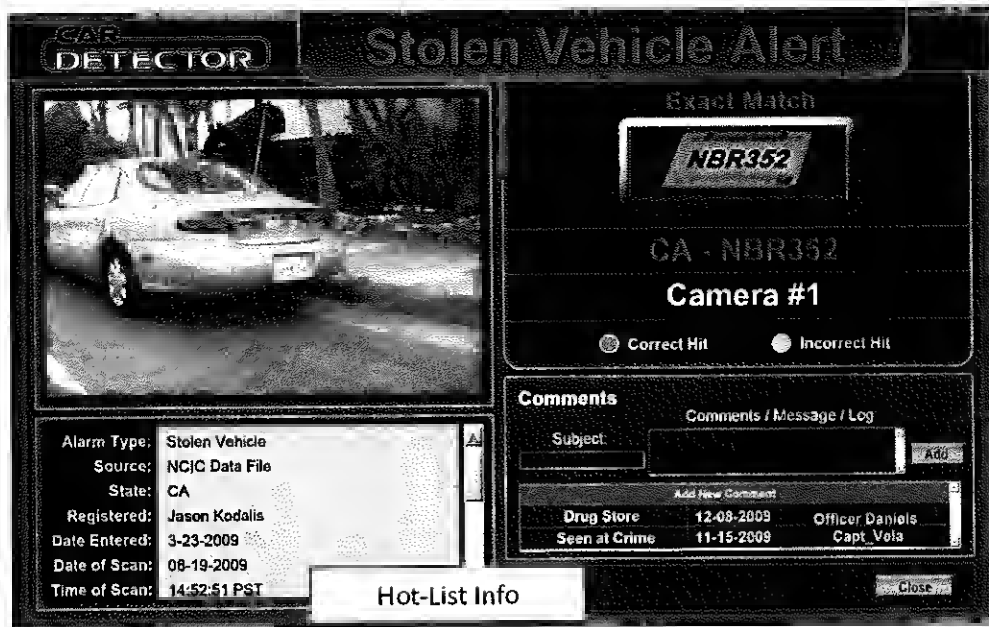 CAR
DETECTOR
Stolen Vehicle Alert
Exact Match
NBR352
CA - NBR352
Camera #1
Correct Hit
Incorrect Hit
Alarm Type: Stolen Vehicle
Source: NCIC Data File
State: CA
Registered: Jason Kodalis
Date Entered: 3-23-2009
Date of Scan: 08-19-2009
Time of Scan: 14:52:51 PST
Hot-List Info
Comments
Comments / Message / Log
Subject:
Add
Add New Comment
Drug Store 12-08-2009 Officer Daniels
Seen at Crime 11-15-2009 Capt_Vela
Close